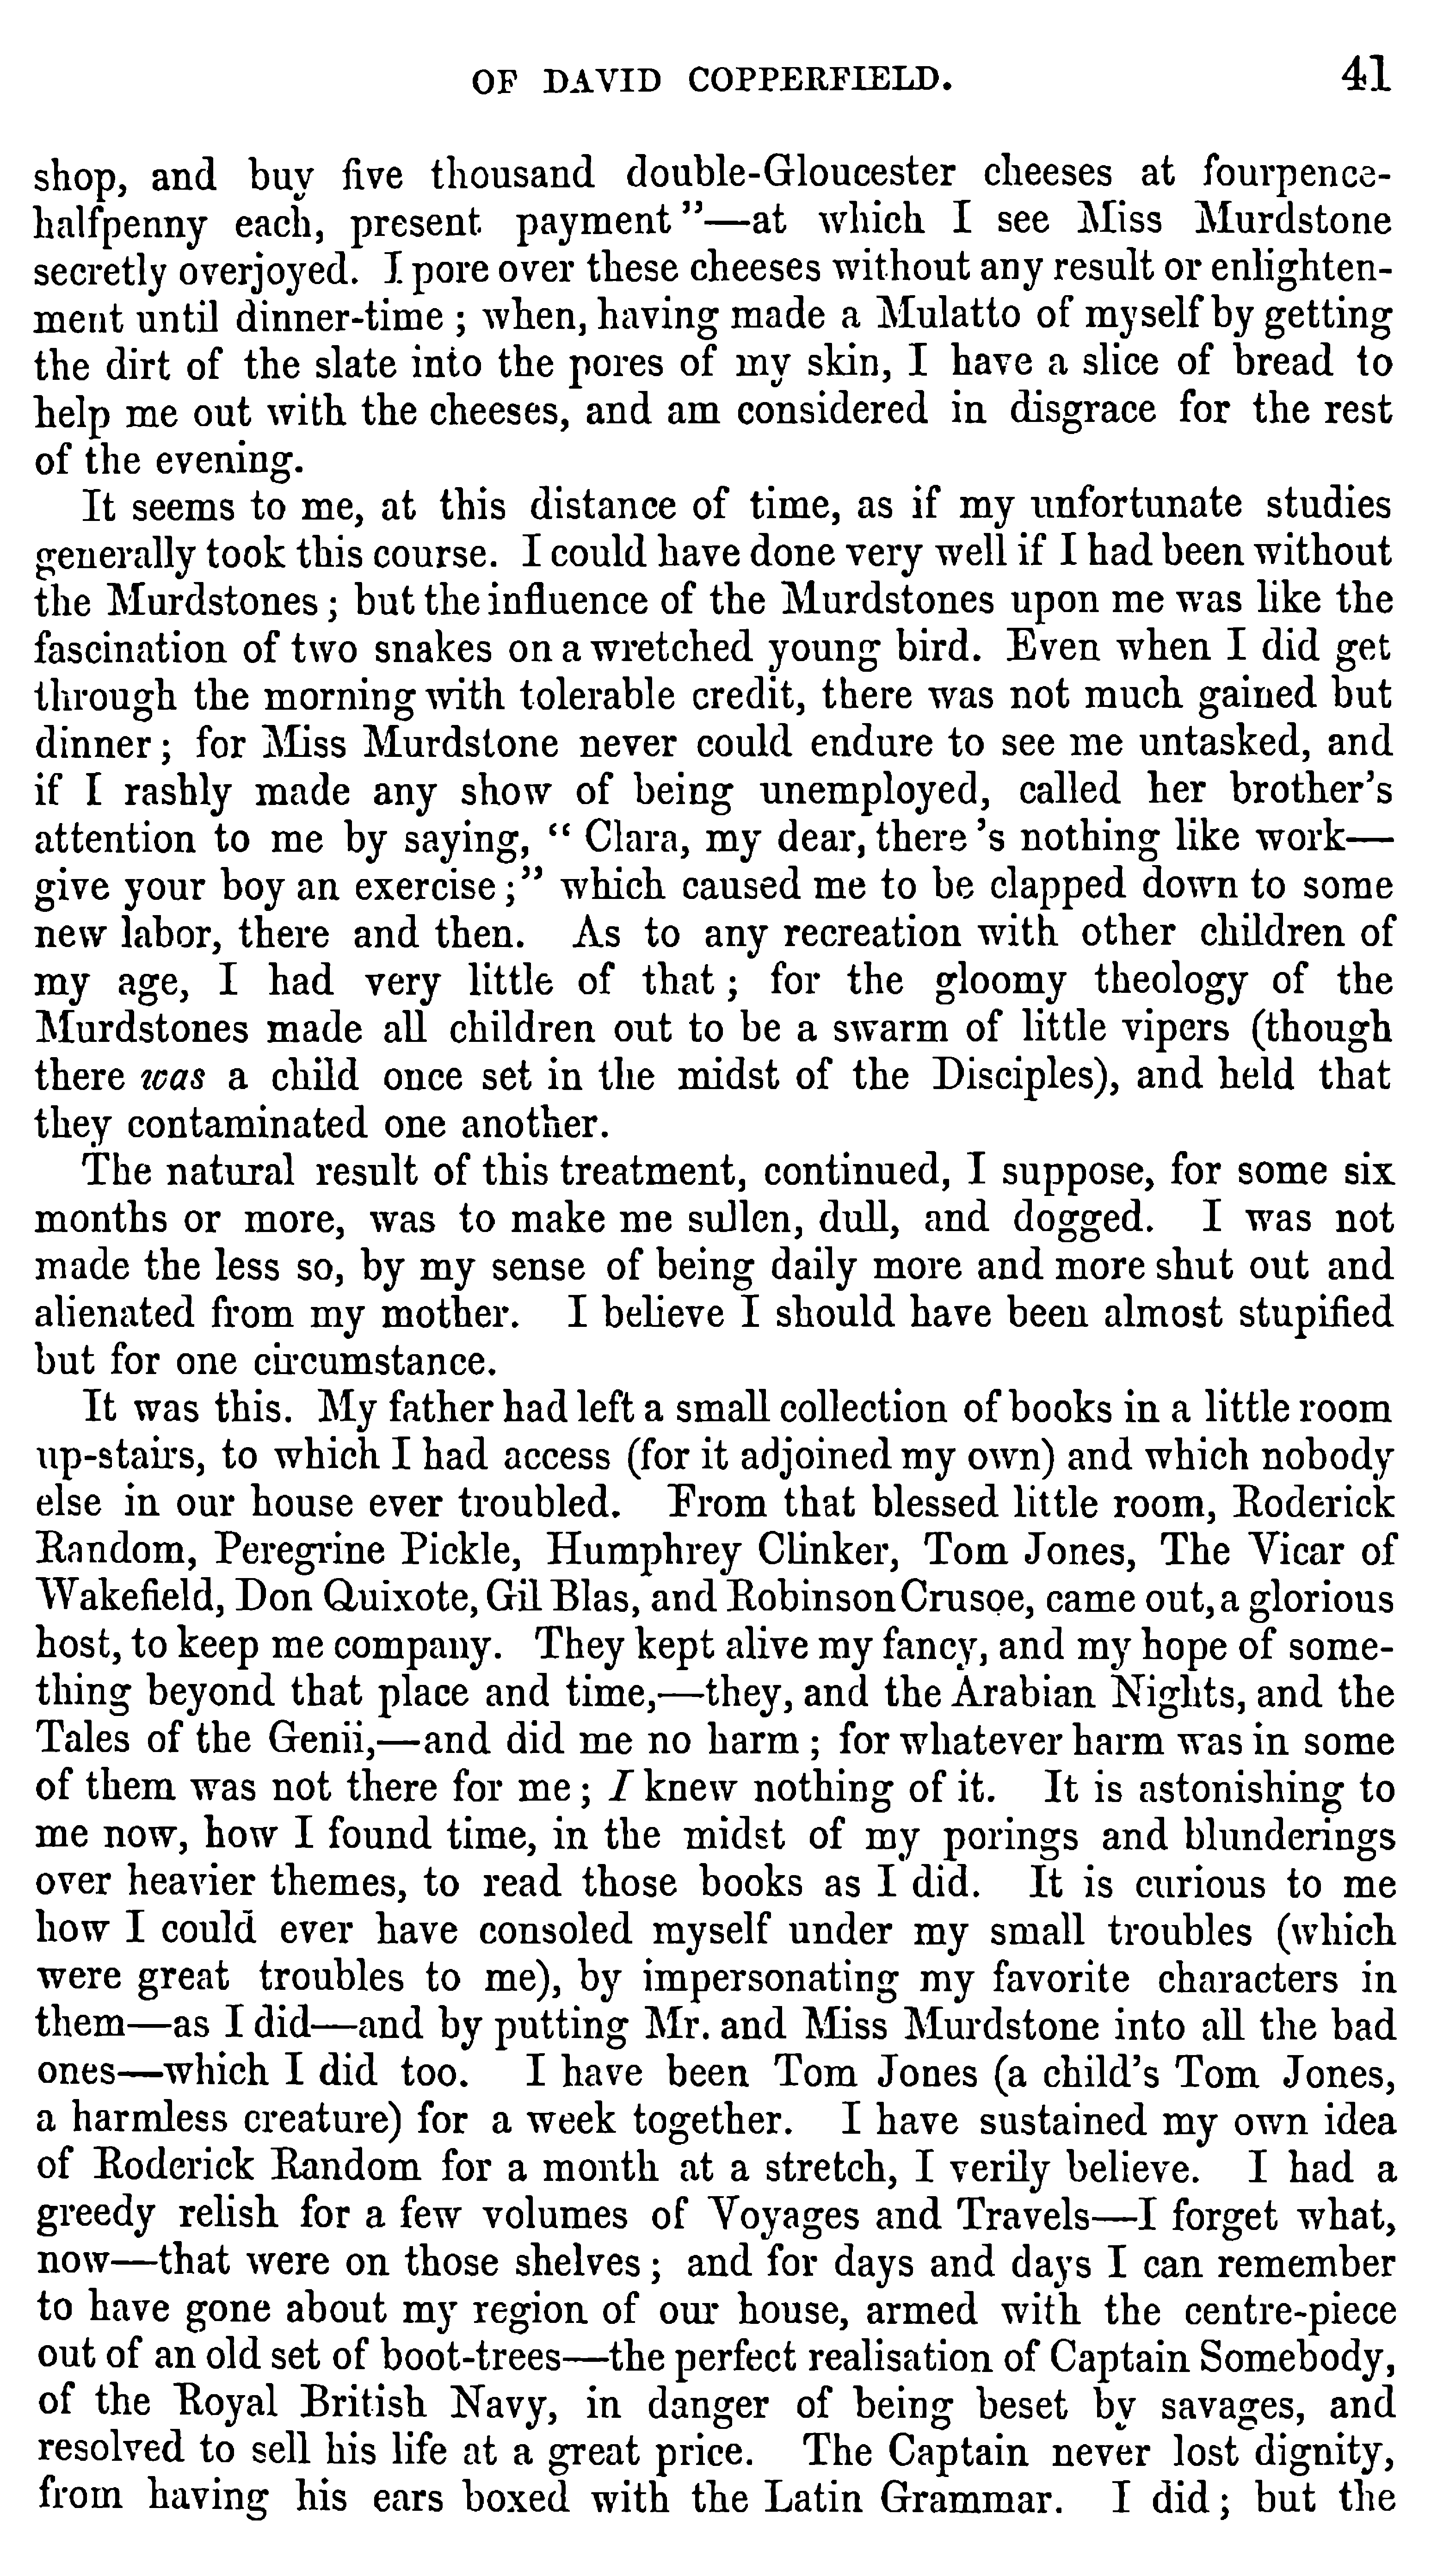 OF DAVID COPPERFIELD. 41
shop, and buy five thousand double-Gloucester cheeses at fourpence-
halfpenny each, present payment"—at which I see Miss Murdstone
secretly overjoyed. I pore over these cheeses without any result or enlighten-
ment until dinner-time; when, having made a Mulatto of myself by getting
the dirt of the slate into the pores of my skin, I have a slice of bread to
help me out with the cheeses, and am considered in disgrace for the rest
of the evening.
It seems to me, at this distance of time, as if my unfortunate studies
generally took this course. I could have done very well if I had been without
the Murdstones; but the influence of the Murdstones upon me was like the
fascination of two snakes on a wretched young bird. Even when I did get
through the morning with tolerable credit, there was not much gained but
dinner; for Miss Murdstone never could endure to see me untasked, and
if I rashly made any show of being unemployed, called her brother's
attention to me by saying, "Clara, my dear, there's nothing like work—
give your boy an exercise;" which caused me to be clapped down to some
new labor, there and then. As to any recreation with other children of
my age, I had very little of that; for the gloomy theology of the
Murdstones made all children out to be a swarm of little vipers (though
there was a child once set in the midst of the Disciples), and held that
they contaminated one another.
The natural result of this treatment, continued, I suppose, for some six
months or more, was to make me sullen, dull, and dogged. I was not
made the less so, by my sense of being daily more and more shut out and
alienated from my mother. I believe I should have been almost stupified
but for one circumstance.
It was this. My father had left a small collection of books in a little room
up-stairs, to which I had access (for it adjoined my own) and which nobody
else in our house ever troubled. From that blessed little room, Roderick
Random, Peregrine Pickle, Humphrey Clinker, Tom Jones, The Vicar of
Wakefield, Don Quixote, Gil Blas, and Robinson Crusoe, came out, a glorious
host, to keep me company. They kept alive my fancy, and my hope of some-
thing beyond that place and time,—they, and the Arabian Nights, and the
Tales of the Genii,—and did me no harm; for whatever harm was in some
of them was not there for me; I knew nothing of it. It is astonishing to
me now, how I found time, in the midst of my porings and blunderings
over heavier themes, to read those books as I did. It is curious to me
how I could ever have consoled myself under my small troubles (which
were great troubles to me), by impersonating my favorite characters in
them—as I did—and by putting Mr. and Miss Murdstone into all the bad
ones—which I did too. I have been Tom Jones (a child's Tom Jones,
a harmless creature) for a week together. I have sustained my own idea
of Roderick Random for a month at a stretch, I verily believe. I had a
greedy relish for a few volumes of Voyages and Travels—I forget what,
now—that were on those shelves; and for days and days I can remember
to have gone about my region of our house, armed with the centre-piece
out of an old set of boot-trees—the perfect realisation of Captain Somebody,
of the Royal British Navy, in danger of being beset by savages, and
resolved to sell his life at a great price. The Captain never lost dignity,
from having his ears boxed with the Latin Grammar. I did; but the